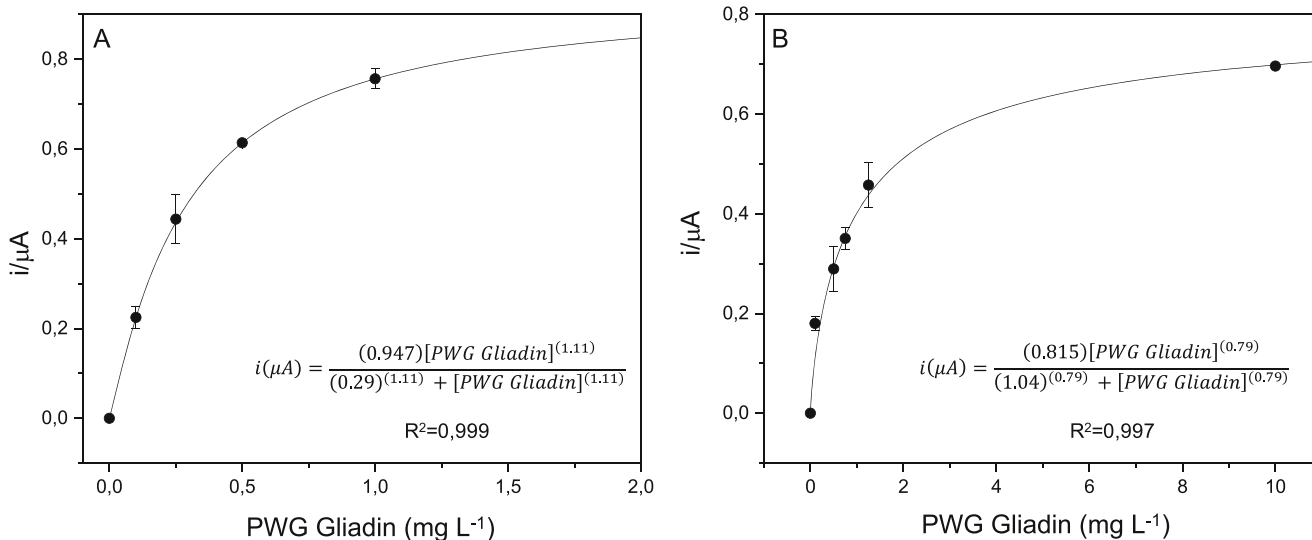 A
i/μA
0,8
0,6
0,4
0,2
0,0
i(μA) = (0.947)[PWG Gliadin]^(1.11) / (0.29)^(1.11) + [PWG Gliadin]^(1.11)
R²=0,999
0,0 0,5 1,0 1,5 2,0
PWG Gliadin (mg L⁻¹)
B
i/μA
0,8
0,6
0,4
0,2
0,0
i(μA) = (0.815)[PWG Gliadin]^(0.79) / (1.04)^(0.79) + [PWG Gliadin]^(0.79)
R²=0,997
0 2 4 6 8 10
PWG Gliadin (mg L⁻¹)